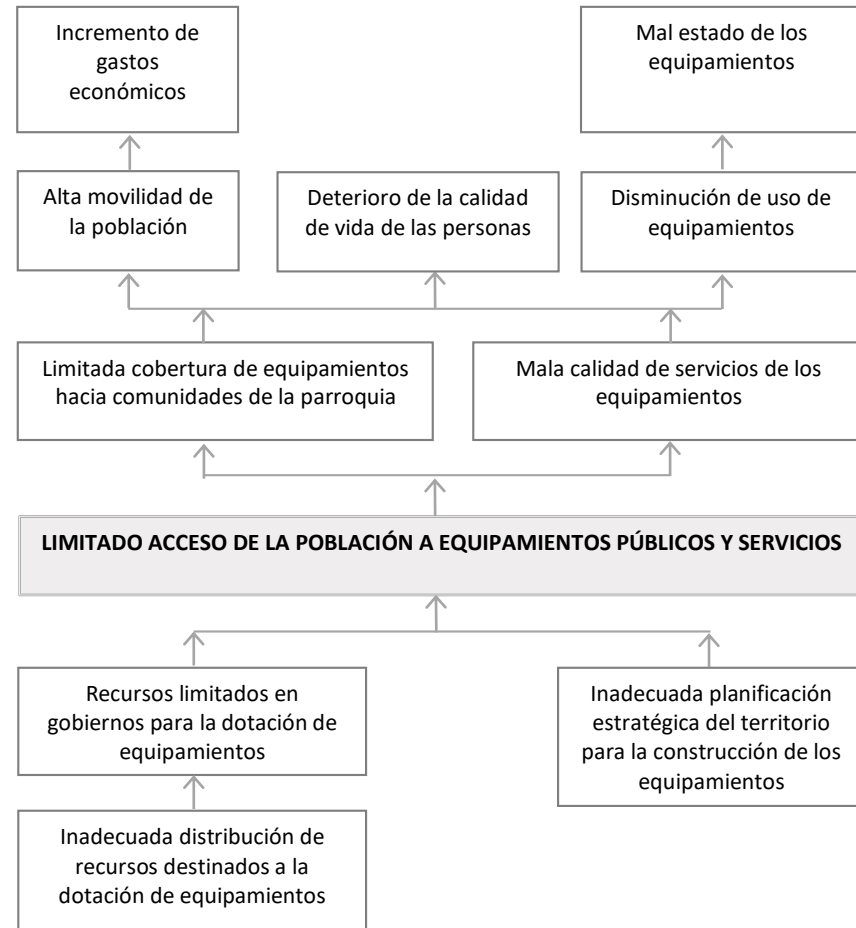 Incremento de
gastos
económicos
Mal estado de los
equipamientos
Alta movilidad de
la población
Deterioro de la calidad
de vida de las personas
Disminución de uso de
equipamientos
Limitada cobertura de equipamientos
hacia comunidades de la parroquia
Mala calidad de servicios de los
equipamientos
LIMITADO ACCESO DE LA POBLACIÓN A EQUIPAMIENTOS PÚBLICOS Y SERVICIOS
Recursos limitados en
gobiernos para la dotación de
equipamientos
Inadecuada planificación
estratégica del territorio
para la construcción de los
equipamientos
Inadecuada distribución de
recursos destinados a la
dotación de equipamientos